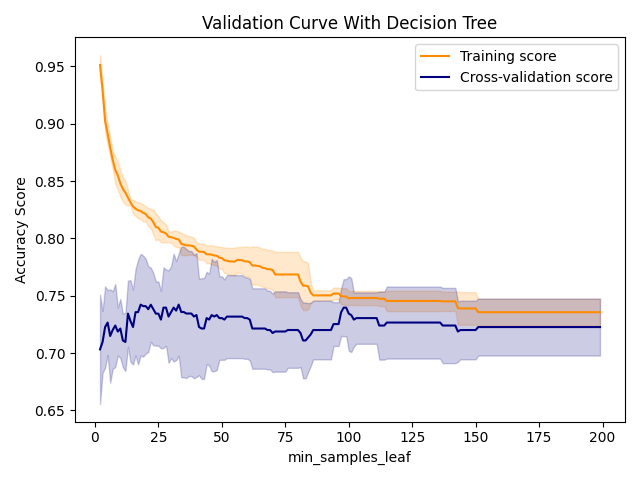 Validation Curve With Decision Tree
Training score
Cross-validation score
Accuracy Score
0.95
0.90
0.85
0.80
0.75
0.70
0.65
0 25 50 75 100 125 150 175 200
min_samples_leaf